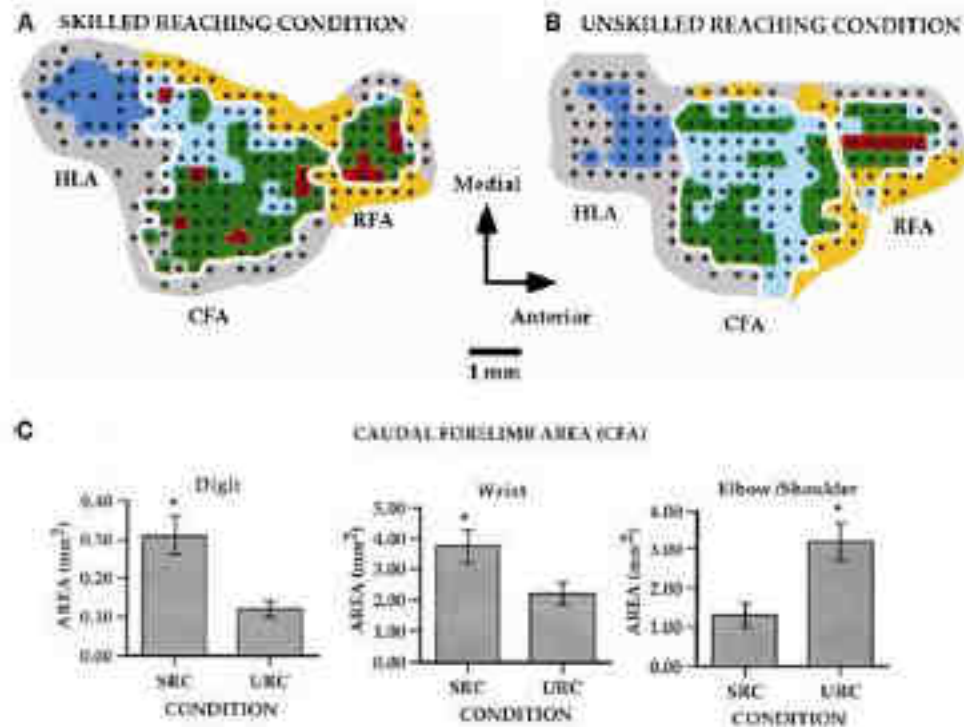 A SKILLED REACHING CONDITION
B UNSKILLED REACHING CONDITION
HLA
RFA
CFA
Medial
Anterior
1 mm
HLA
RFA
CFA
C CAUDAL FORELIMB AREA (CFA)
Digit
AREA (mm²)
0.40
0.30
0.20
0.10
0.00
SRC URC
CONDITION
Wrist
AREA (mm²)
5.00
4.00
3.00
2.00
1.00
0.00
SRC URC
CONDITION
Elbow/Shoulder
AREA (mm²)
4.00
3.00
2.00
1.00
0.00
SRC URC
CONDITION